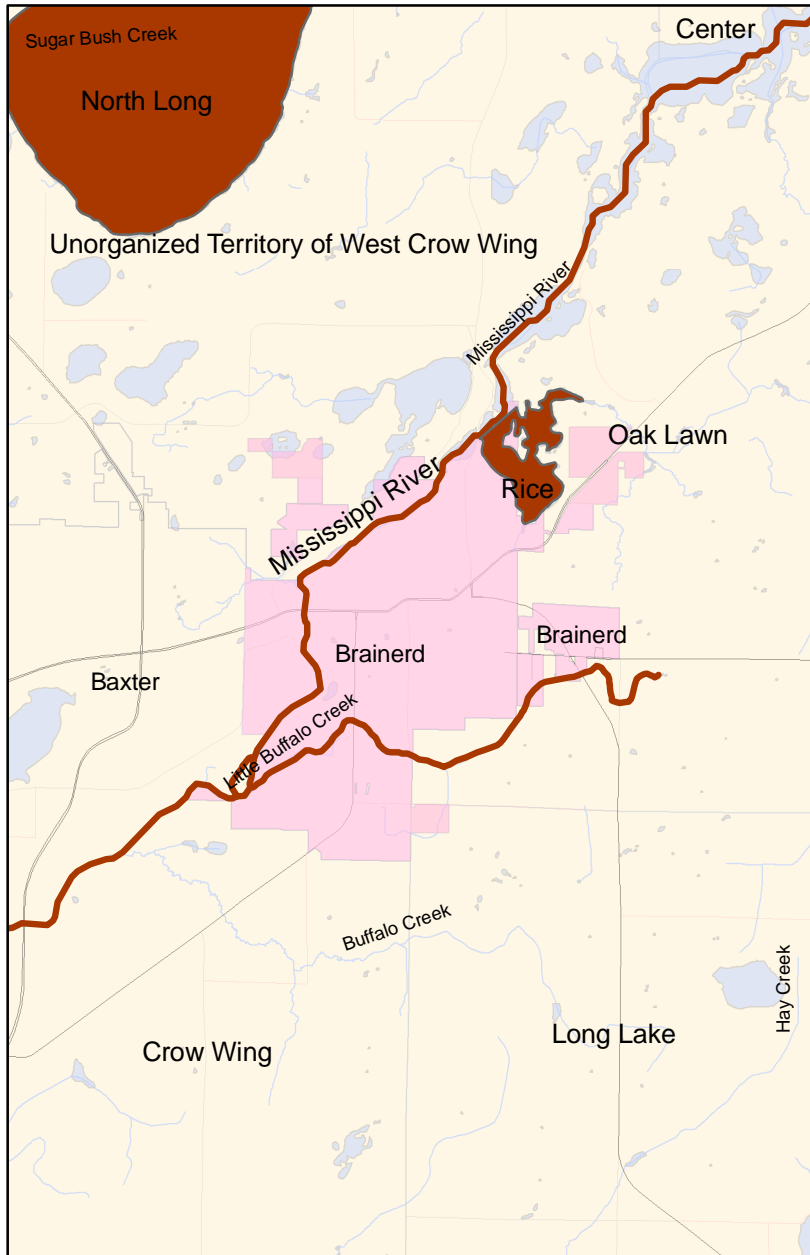 Center
Sugar Bush Creek
North Long
Unorganized Territory of West Crow Wing
Mississippi River
Oak Lawn
Rice
Mississippi River
Brainerd
Brainerd
Baxter
Little Buffalo Creek
Buffalo Creek
Hay Creek
Long Lake
Crow Wing